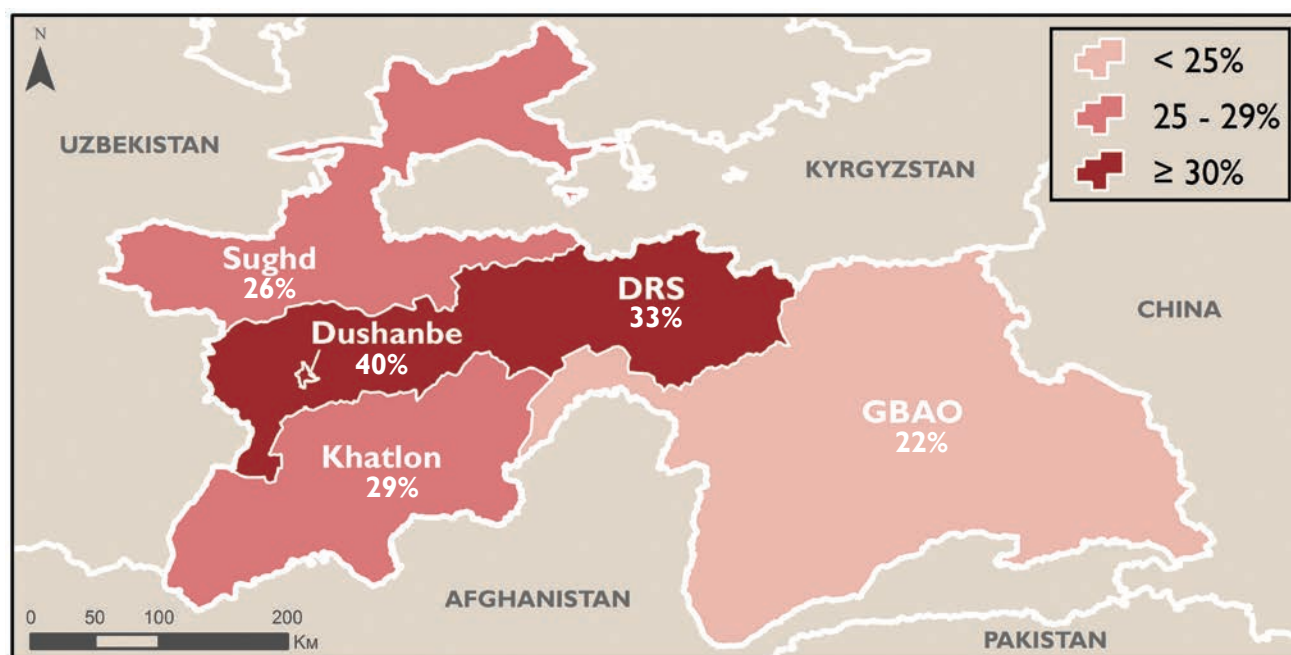 N
< 25%
25 - 29%
≥ 30%
UZBEKISTAN
KYRGYZSTAN
CHINA
Sughd
26%
DRS
33%
Dushanbe
40%
GBAO
22%
Khatlon
29%
AFGHANISTAN
PAKISTAN
0 50 100 200
Km